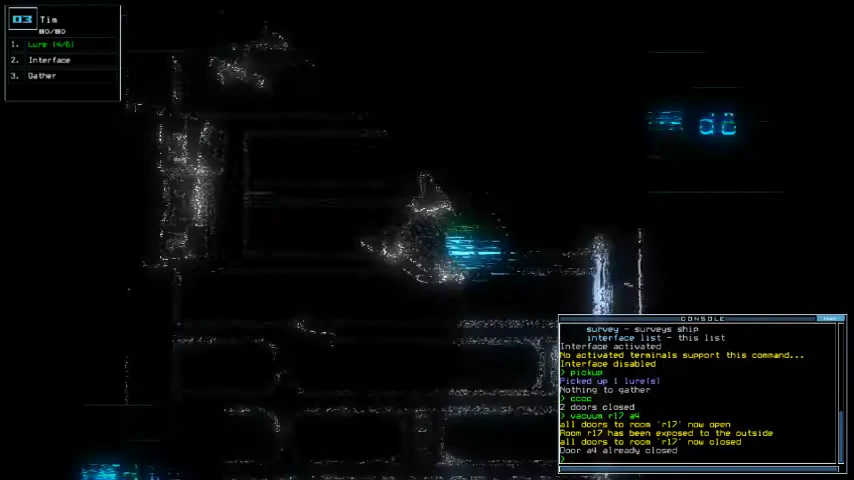 03 Tim
80/80
1. Lure (4/6)
2. Interface
3. Gather
d8
CONSOLE
survey - surveys ship
interface list - this list
Interface activated
No activated terminals support this command...
Interface disabled
> pickup
Picked up 1 lure(s)
Nothing to gather
> cccc
2 doors closed
> vacuum r17 a4
all doors to room 'r17' now open
Room r17 has been exposed to the outside
all doors to room 'r17' now closed
Door a4 already closed
>